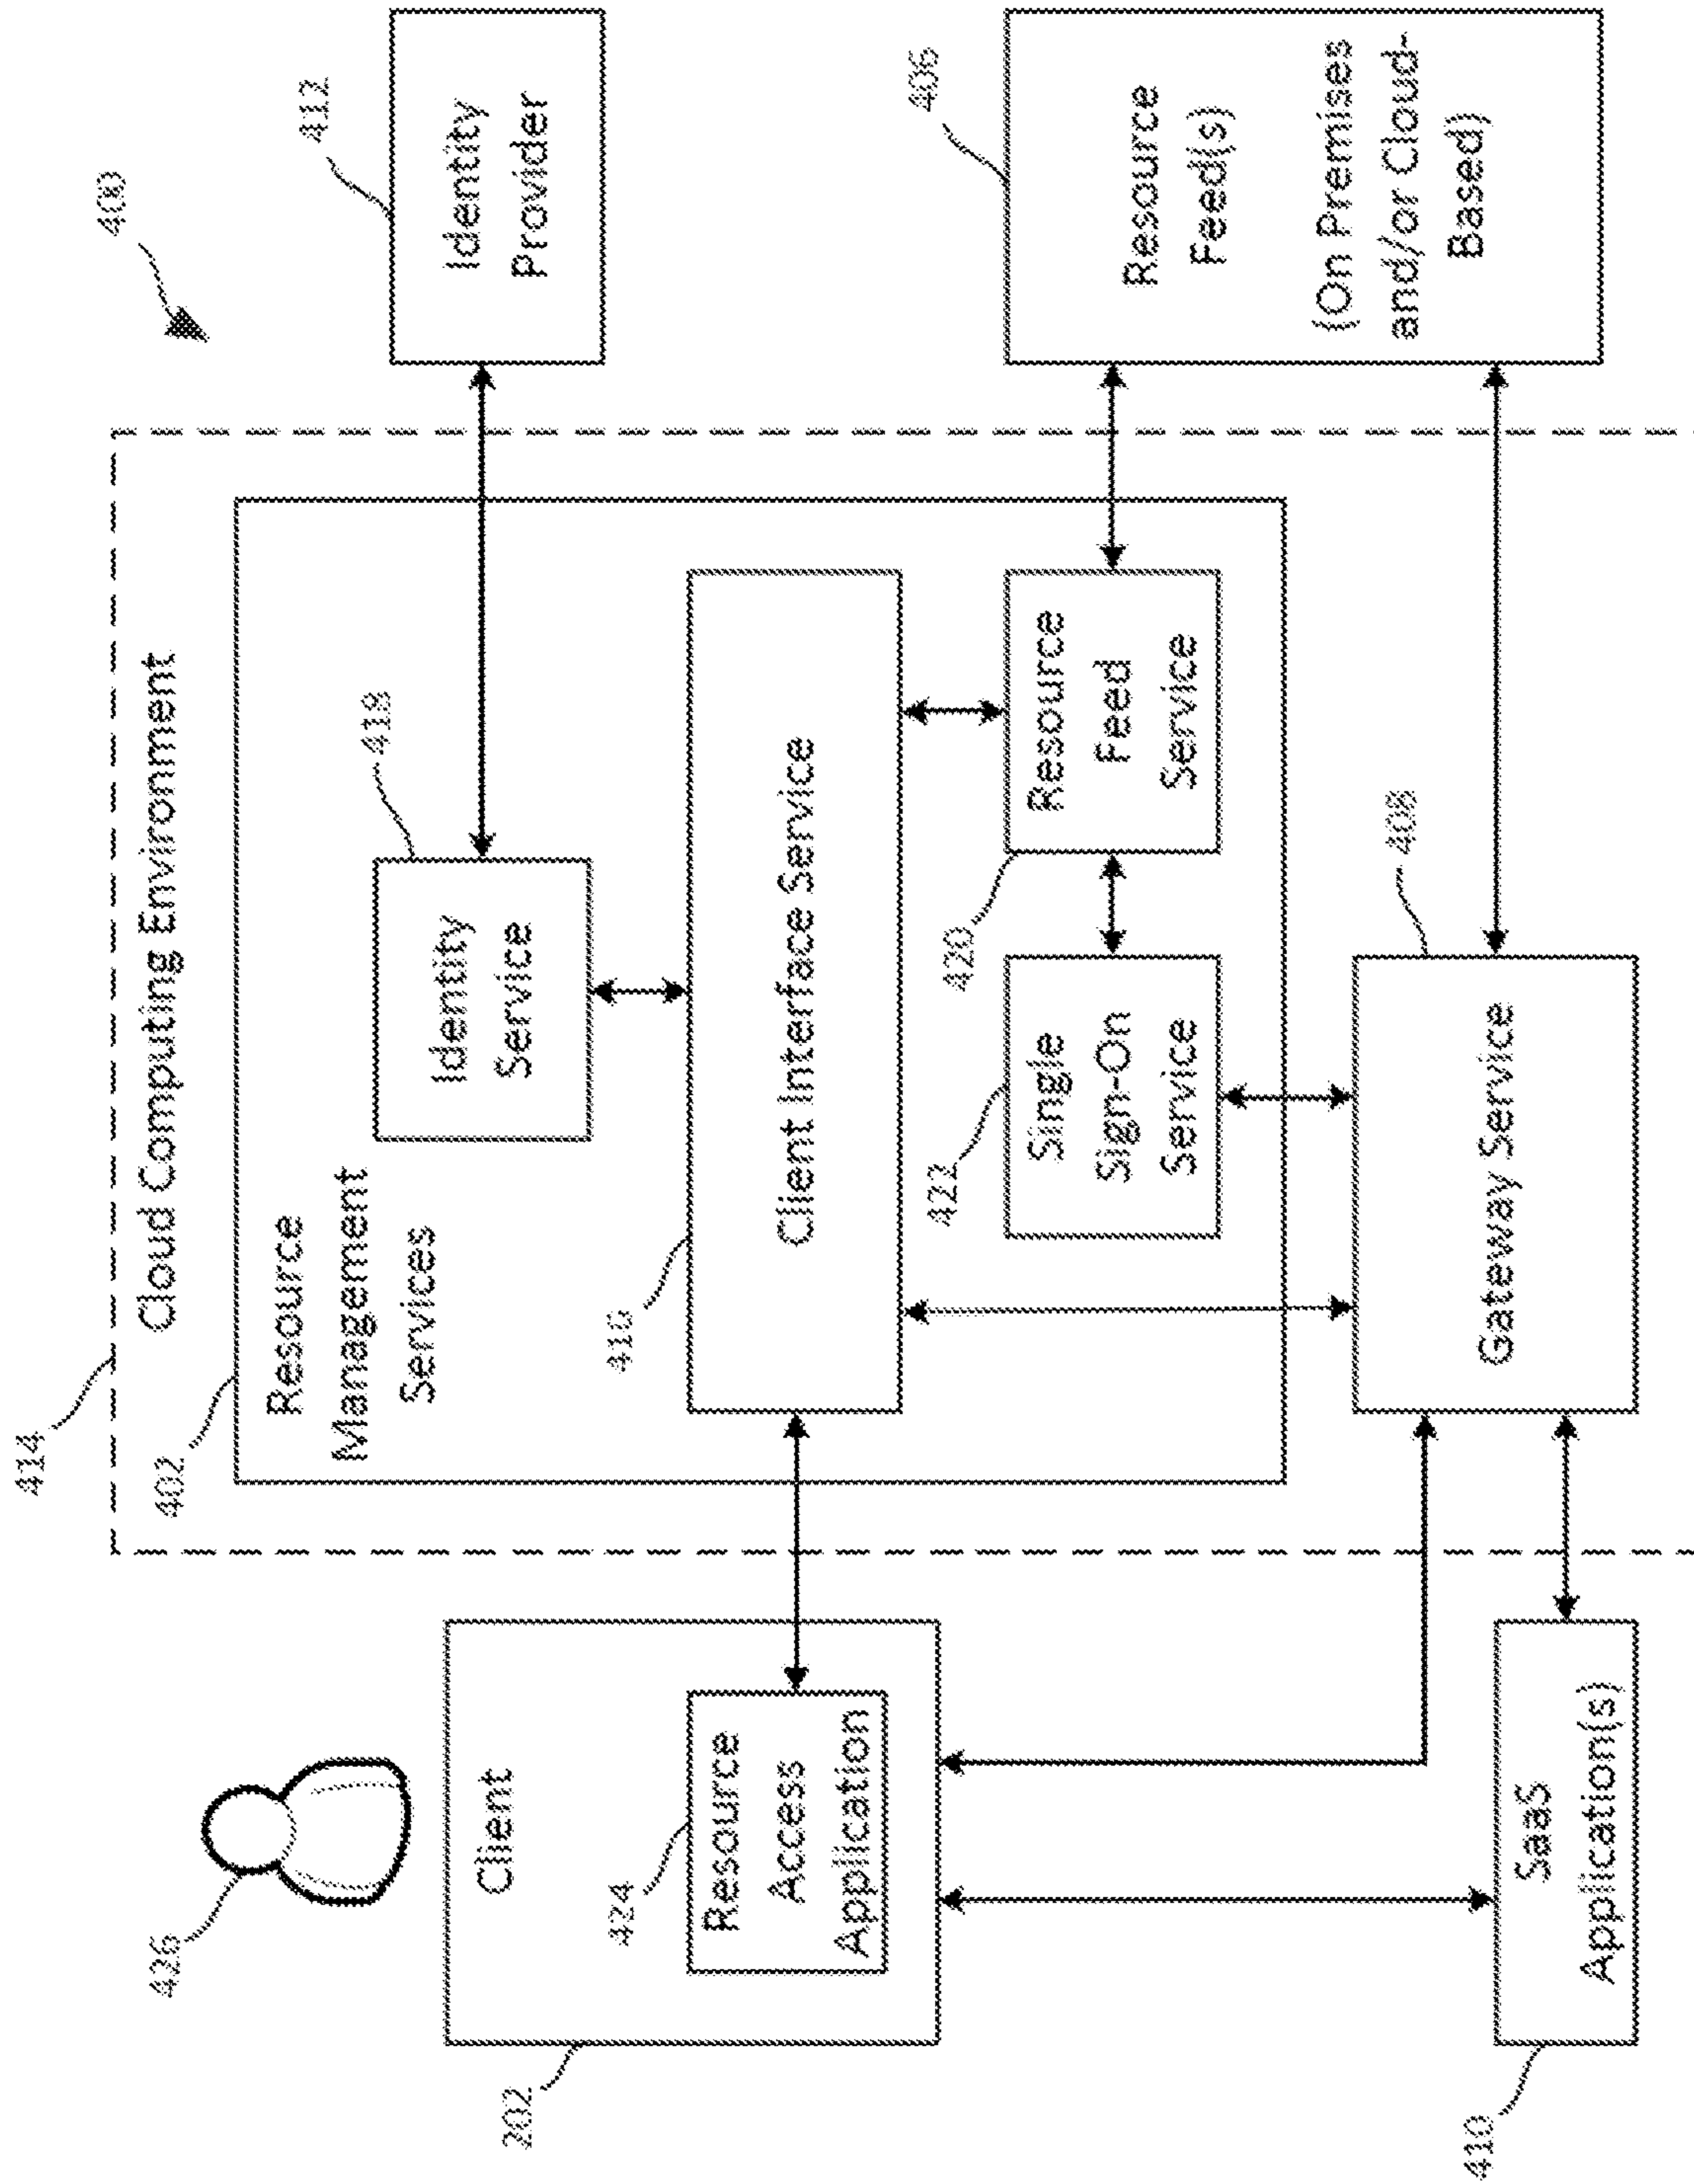 400
414
Cloud Computing Environment
402
Resource
Management
Services
426
412
Identity
Provider
418
Identity
Service
202
Client
424
Resource
Access
Application
416
Client Interface Service
406
Resource
Feed(s)
(On Premises
and/or Cloud-
Based)
422
Single
Sign-On
Service
420
Resource
Feed
Service
408
Gateway Service
410
SaaS
Application(s)